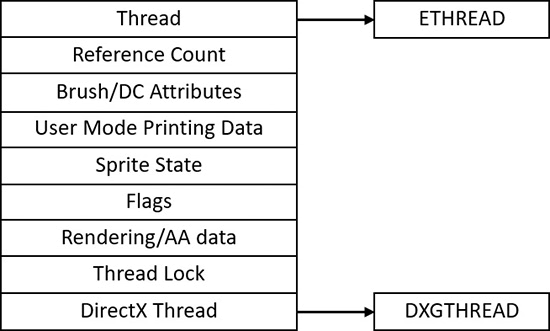 Thread
ETHREAD
Reference Count
Brush/DC Attributes
User Mode Printing Data
Sprite State
Flags
Rendering/AA data
Thread Lock
DirectX Thread
DXGTHREAD